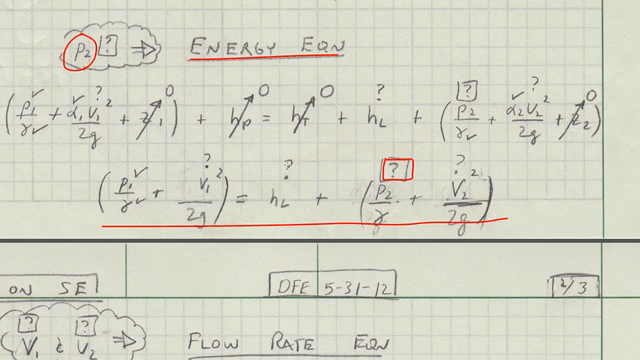 p₂ ? ⇒ ENERGY EQN
(p₁/γ + α₁V₁²/2g + z₁) + hp = hT + hL + (p₂/γ + α₂V₂²/2g + z₂)
(p₁/γ + V₁²/2g) = hL + (p₂/γ + V₂²/2g)
ON SE DFE 5-31-12 2/3
? ?
V₁ & V₂ ⇒ FLOW RATE EQN